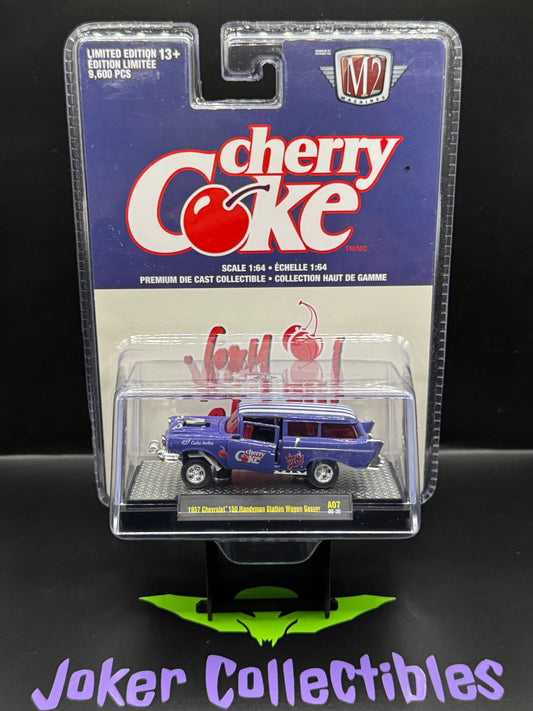 LIMITED EDITION 13+
ÉDITION LIMITÉE
9,600 PCS
M2
MACHINES
cherry
Coke
TM/MC
SCALE 1:64 • ÉCHELLE 1:64
PREMIUM DIE CAST COLLECTIBLE • COLLECTION HAUT DE GAMME
cherry
Coke
1957 Chevrolet 150 Handyman Station Wagon Gasser
A07
Joker Collectibles